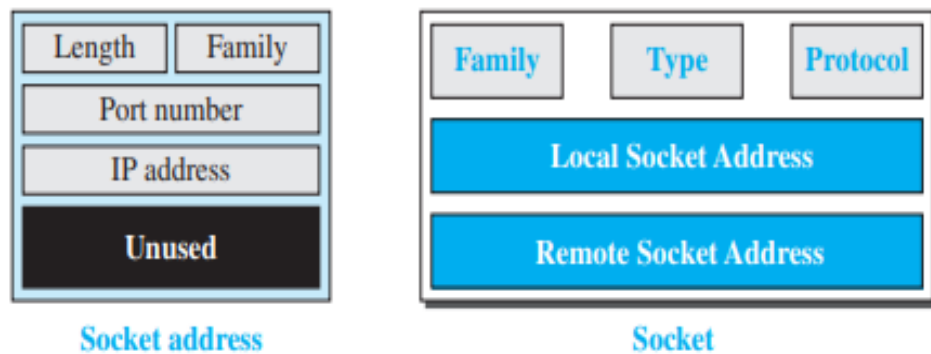 Length Family
Port number
IP address
Unused
Socket address
Family Type Protocol
Local Socket Address
Remote Socket Address
Socket